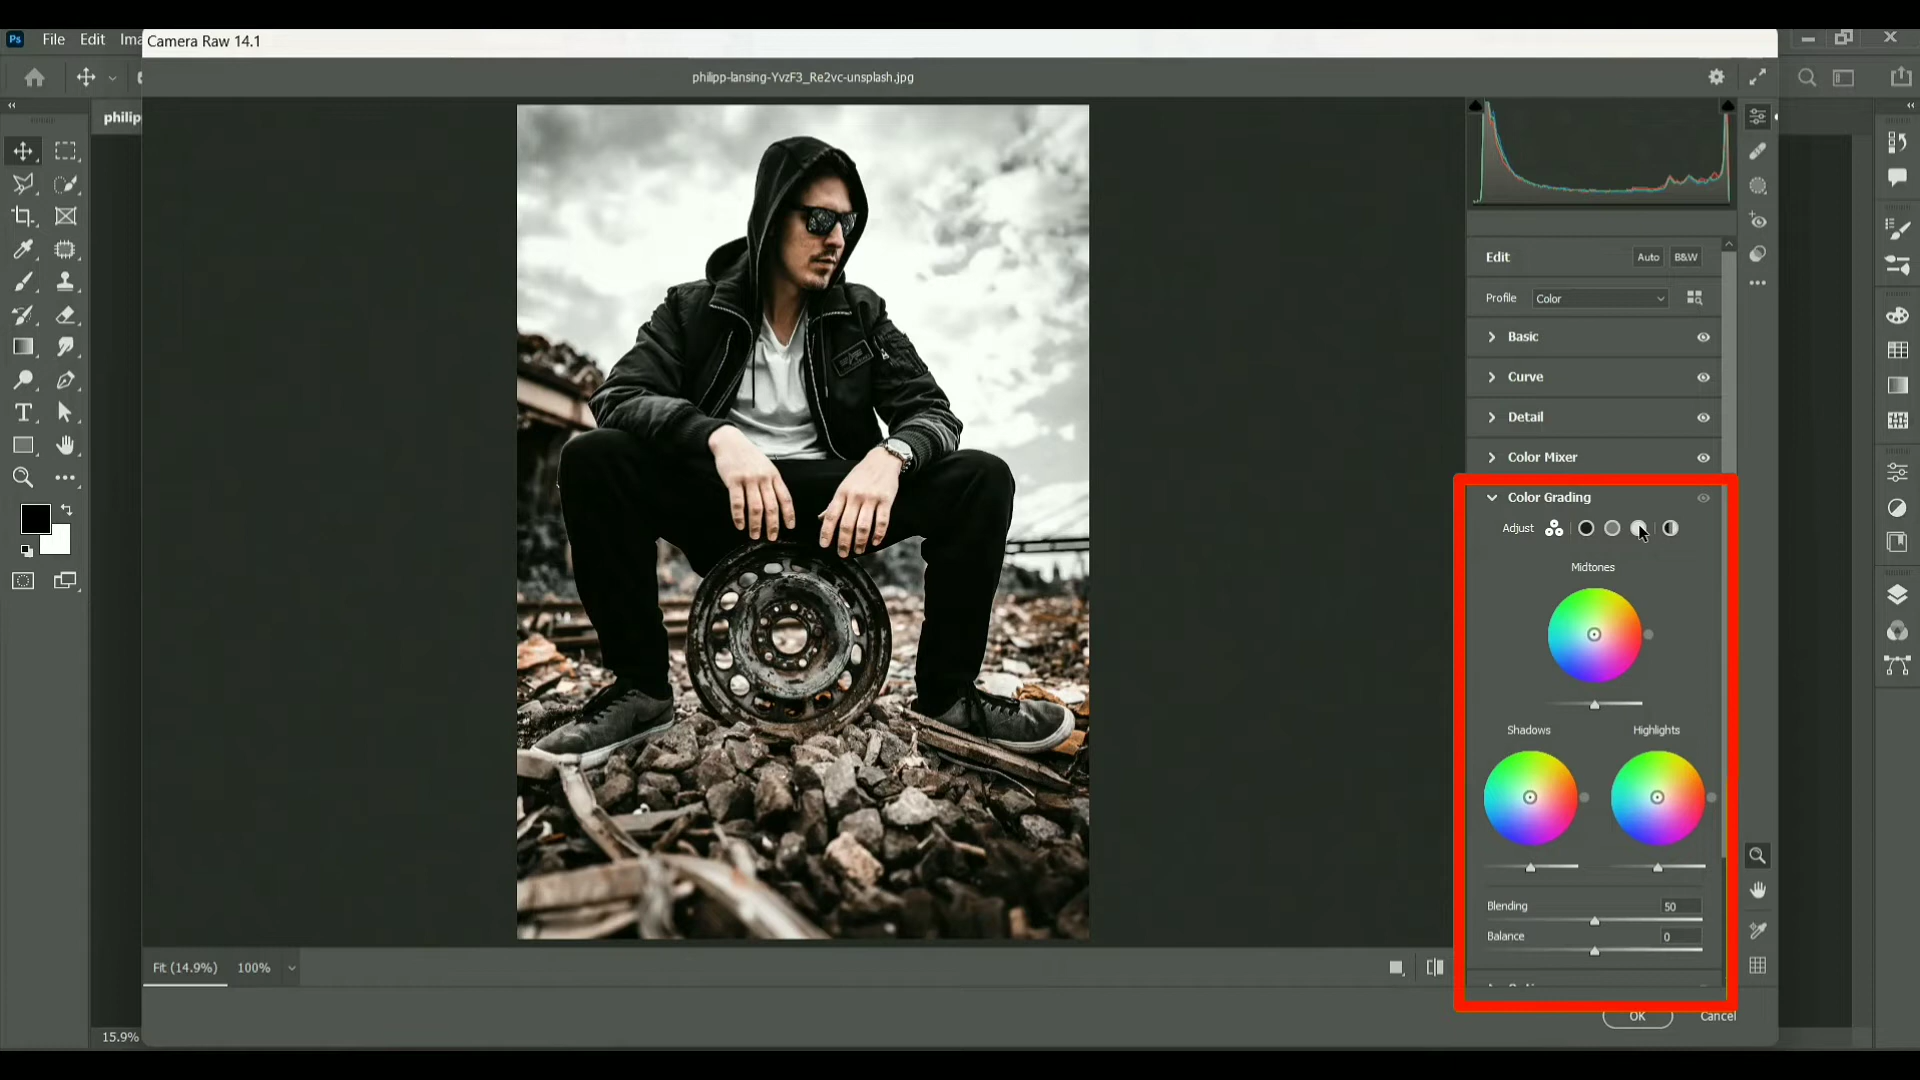 Ps File Edit Ima
Camera Raw 14.1
philipp-lansing-YvzF3_Re2vc-unsplash.jpg
philipp
Edit Auto B&W
Profile Color
Basic
Curve
Detail
Color Mixer
Color Grading
Adjust
Midtones
Shadows Highlights
Blending 50
Balance 0
Fit (14.9%) 100%
OK Cancel
15.9%